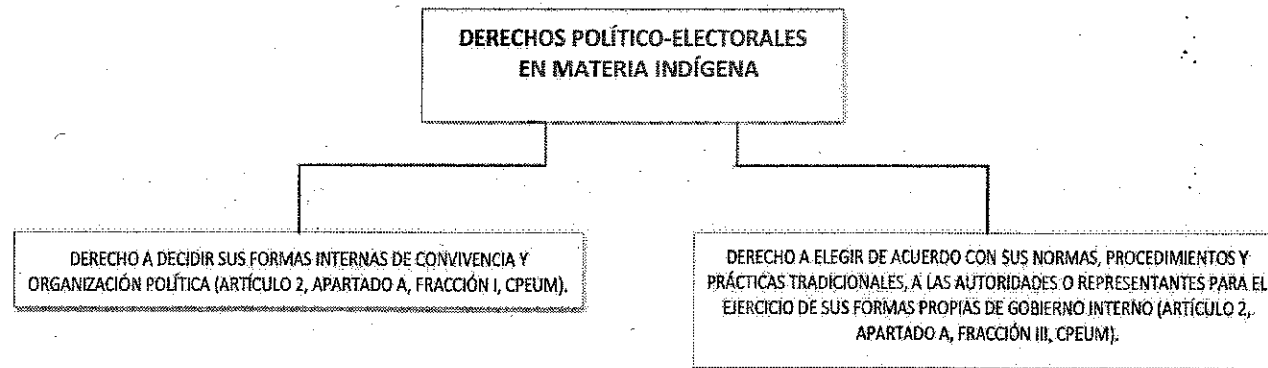 DERECHOS POLÍTICO-ELECTORALES
EN MATERIA INDÍGENA
DERECHO A DECIDIR SUS FORMAS INTERNAS DE CONVIVENCIA Y
ORGANIZACIÓN POLÍTICA (ARTÍCULO 2, APARTADO A, FRACCIÓN I, CPEUM).
DERECHO A ELEGIR DE ACUERDO CON SUS NORMAS, PROCEDIMIENTOS Y
PRÁCTICAS TRADICIONALES, A LAS AUTORIDADES O REPRESENTANTES PARA EL
EJERCICIO DE SUS FORMAS PROPIAS DE GOBIERNO INTERNO (ARTÍCULO 2,
APARTADO A, FRACCIÓN III, CPEUM).